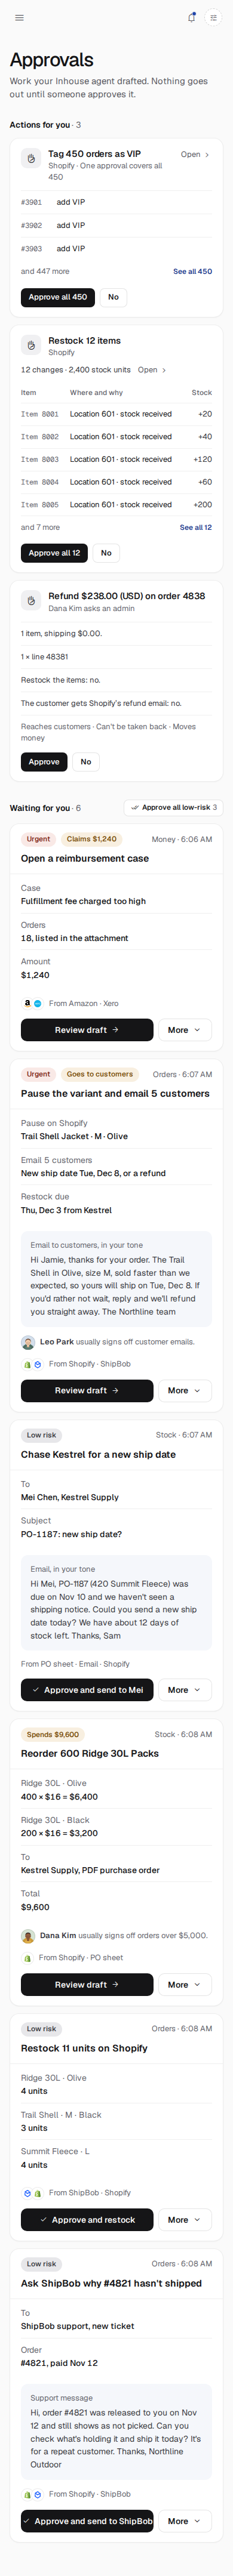 Approvals
Work your Inhouse agent drafted. Nothing goes
out until someone approves it.
Actions for you · 3
Tag 450 orders as VIP
Open
Shopify · One approval covers all
450
#3901 add VIP
#3902 add VIP
#3903 add VIP
and 447 more
See all 450
Approve all 450
No
Restock 12 items
Shopify
12 changes · 2,400 stock units Open
Item Where and why Stock
Item 8001 Location 601 · stock received +20
Item 8002 Location 601 · stock received +40
Item 8003 Location 601 · stock received +120
Item 8004 Location 601 · stock received +60
Item 8005 Location 601 · stock received +200
and 7 more
See all 12
Approve all 12
No
Refund $238.00 (USD) on order 4838
Dana Kim asks an admin
1 item, shipping $0.00.
1 × line 48381
Restock the items: no.
The customer gets Shopify's refund email: no.
Reaches customers · Can't be taken back · Moves
money
Approve
No
Waiting for you · 6
Approve all low-risk 3
Urgent Claims $1,240 Money · 6:06 AM
Open a reimbursement case
Case
Fulfillment fee charged too high
Orders
18, listed in the attachment
Amount
$1,240
From Amazon · Xero
Review draft
More
Urgent Goes to customers Orders · 6:07 AM
Pause the variant and email 5 customers
Pause on Shopify
Trail Shell Jacket · M · Olive
Email 5 customers
New ship date Tue, Dec 8, or a refund
Restock due
Thu, Dec 3 from Kestrel
Email to customers, in your tone
Hi Jamie, thanks for your order. The Trail
Shell in Olive, size M, sold faster than we
expected, so yours will ship on Tue, Dec 8. If
you'd rather not wait, reply and we'll refund
you straight away. The Northline team
Leo Park usually signs off customer emails.
From Shopify · ShipBob
Review draft
More
Low risk Stock · 6:07 AM
Chase Kestrel for a new ship date
To
Mei Chen, Kestrel Supply
Subject
PO-1187: new ship date?
Email, in your tone
Hi Mei, PO-1187 (420 Summit Fleece) was
due on Nov 10 and we haven't seen a
shipping notice. Could you send a new ship
date today? We have about 12 days of
stock left. Thanks, Sam
From PO sheet · Email · Shopify
Approve and send to Mei
More
Spends $9,600 Stock · 6:08 AM
Reorder 600 Ridge 30L Packs
Ridge 30L · Olive
400 × $16 = $6,400
Ridge 30L · Black
200 × $16 = $3,200
To
Kestrel Supply, PDF purchase order
Total
$9,600
Dana Kim usually signs off orders over $5,000.
From Shopify · PO sheet
Review draft
More
Low risk Orders · 6:08 AM
Restock 11 units on Shopify
Ridge 30L · Olive
4 units
Trail Shell · M · Black
3 units
Summit Fleece · L
4 units
From ShipBob · Shopify
Approve and restock
More
Low risk Orders · 6:08 AM
Ask ShipBob why #4821 hasn't shipped
To
ShipBob support, new ticket
Order
#4821, paid Nov 12
Support message
Hi, order #4821 was released to you on Nov
12 and still shows as not picked. Can you
check what's holding it and ship it today? It's
for a repeat customer. Thanks, Northline
Outdoor
From Shopify · ShipBob
Approve and send to ShipBob
More